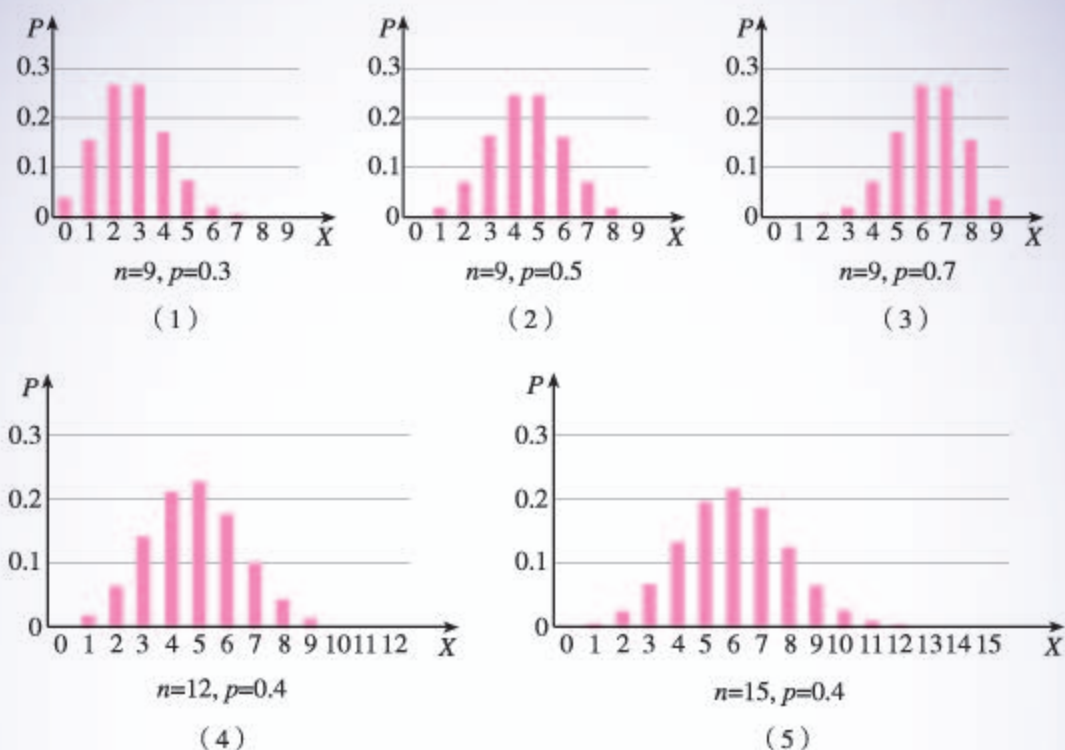 P
0.3
0.2
0.1
0
0 1 2 3 4 5 6 7 8 9 X
n=9, p=0.3
（1）
P
0.3
0.2
0.1
0
0 1 2 3 4 5 6 7 8 9 X
n=9, p=0.5
（2）
P
0.3
0.2
0.1
0
0 1 2 3 4 5 6 7 8 9 X
n=9, p=0.7
（3）
P
0.3
0.2
0.1
0
0 1 2 3 4 5 6 7 8 9 10 11 12 X
n=12, p=0.4
（4）
P
0.3
0.2
0.1
0
0 1 2 3 4 5 6 7 8 9 10 11 12 13 14 15 X
n=15, p=0.4
（5）